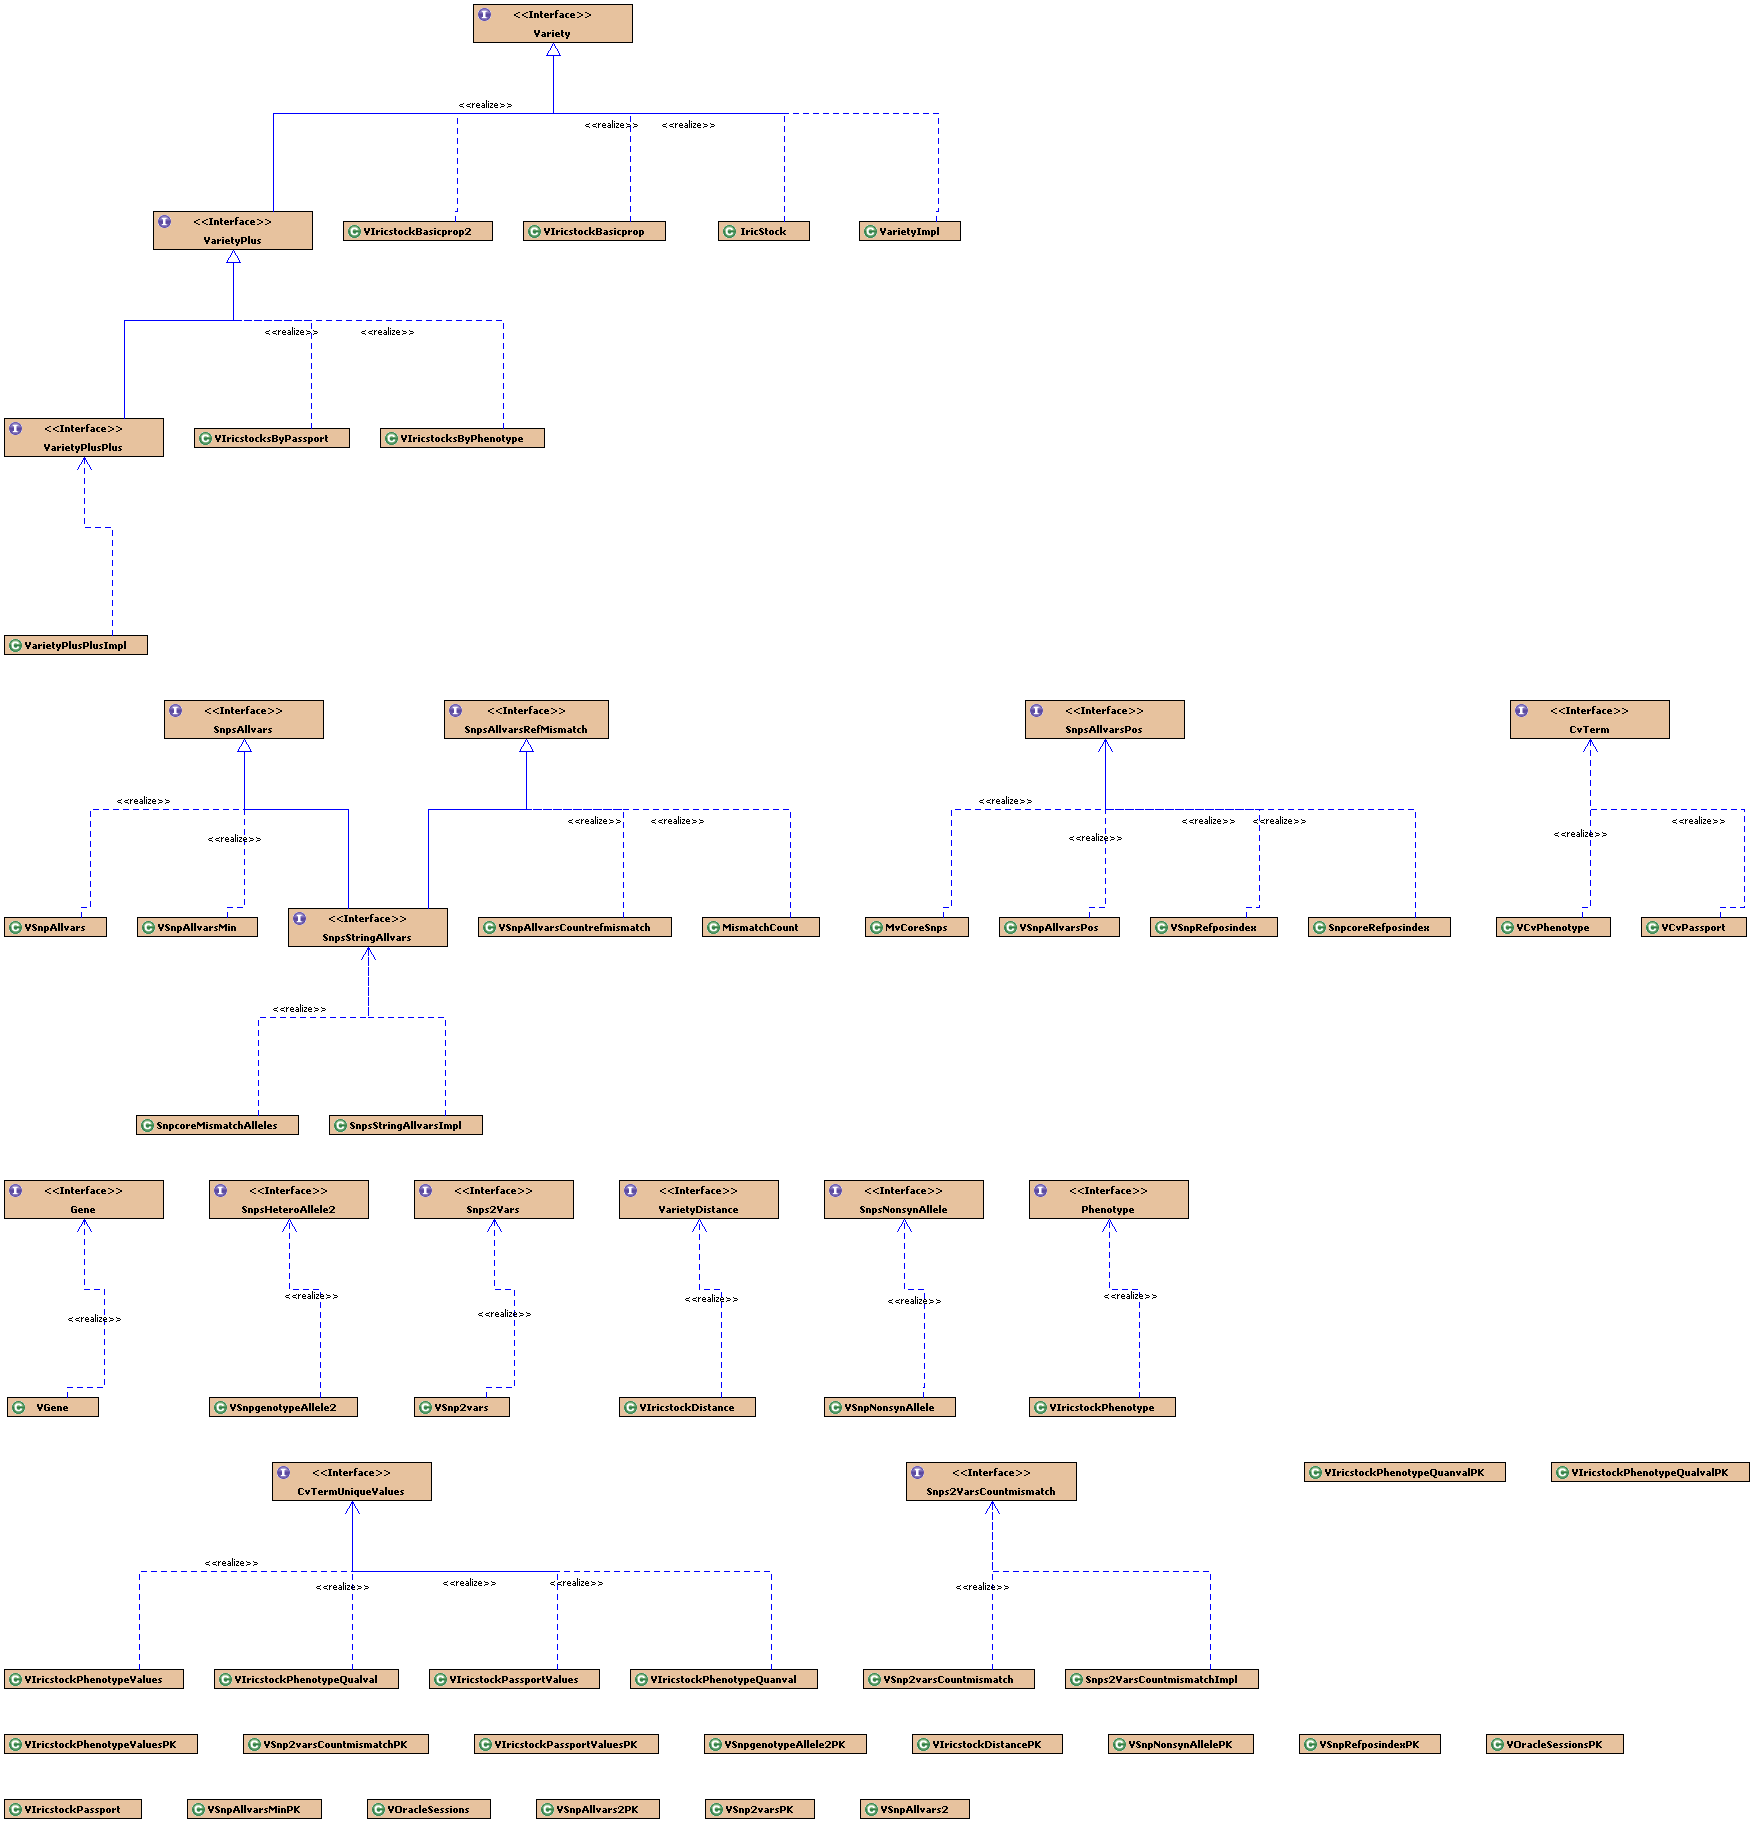 <<Interface>>
Variety
<<realize>>
<<realize>> <<realize>>
<<Interface>>
VarietyPlus
VIricstockBasicprop2 VIricstockBasicprop IricStock VarietyImpl
<<realize>> <<realize>>
<<Interface>>
VarietyPlusPlus
VIricstocksByPassport VIricstocksByPhenotype
VarietyPlusPlusImpl
<<Interface>> <<Interface>> <<Interface>> <<Interface>>
SnpsAllvars SnpsAllvarsRefMismatch SnpsAllvarsPos CvTerm
<<realize>> <<realize>>
<<realize>> <<realize>> <<realize>> <<realize>> <<realize>>
<<realize>> <<realize>> <<realize>>
<<Interface>>
SnpsStringAllvars
VSnpAllvars VSnpAllvarsMin VSnpAllvarsCountrefmismatch MismatchCount MvCoreSnps VSnpAllvarsPos VSnpRefposindex SnpcoreRefposindex VCvPhenotype VCvPassport
<<realize>>
SnpcoreMismatchAlleles SnpsStringAllvarsImpl
<<Interface>> <<Interface>> <<Interface>> <<Interface>> <<Interface>> <<Interface>>
Gene SnpsHeteroAllele2 Snps2Vars VarietyDistance SnpsNonsynAllele Phenotype
<<realize>> <<realize>> <<realize>> <<realize>> <<realize>> <<realize>>
VGene VSnpgenotypeAllele2 VSnp2vars VIricstockDistance VSnpNonsynAllele VIricstockPhenotype
<<Interface>> <<Interface>> VIricstockPhenotypeQuanvalPK VIricstockPhenotypeQualvalPK
CvTermUniqueValues Snps2VarsCountmismatch
<<realize>>
<<realize>> <<realize>> <<realize>> <<realize>>
VIricstockPhenotypeValues VIricstockPhenotypeQualval VIricstockPassportValues VIricstockPhenotypeQuanval VSnp2varsCountmismatch Snps2VarsCountmismatchImpl
VIricstockPhenotypeValuesPK VSnp2varsCountmismatchPK VIricstockPassportValuesPK VSnpgenotypeAllele2PK VIricstockDistancePK VSnpNonsynAllelePK VSnpRefposindexPK VOracleSessionsPK
VIricstockPassport VSnpAllvarsMinPK VOracleSessions VSnpAllvars2PK VSnp2varsPK VSnpAllvars2